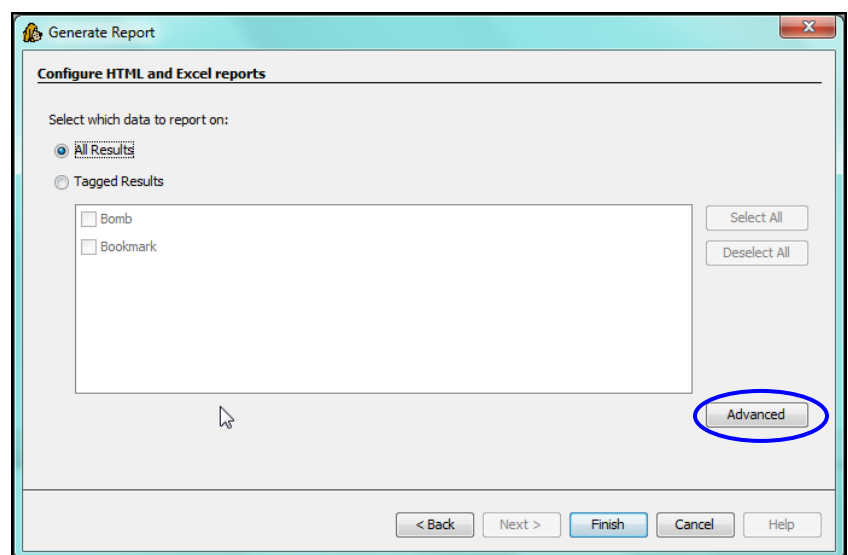 Generate Report
Configure HTML and Excel reports
Select which data to report on:
All Results
Tagged Results
Bomb
Select All
Bookmark
Deselect All
Advanced
< Back Next > Finish Cancel Help